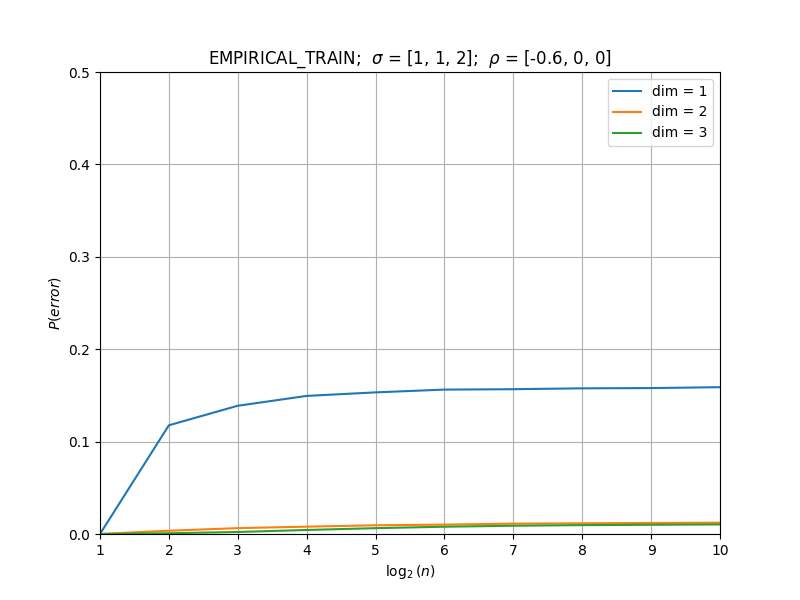 EMPIRICAL_TRAIN; σ = [1, 1, 2]; ρ = [-0.6, 0, 0]
0.5
0.4
0.3
0.2
0.1
0.0
P(error)
dim = 1
dim = 2
dim = 3
1 2 3 4 5 6 7 8 9 10
log₂(n)